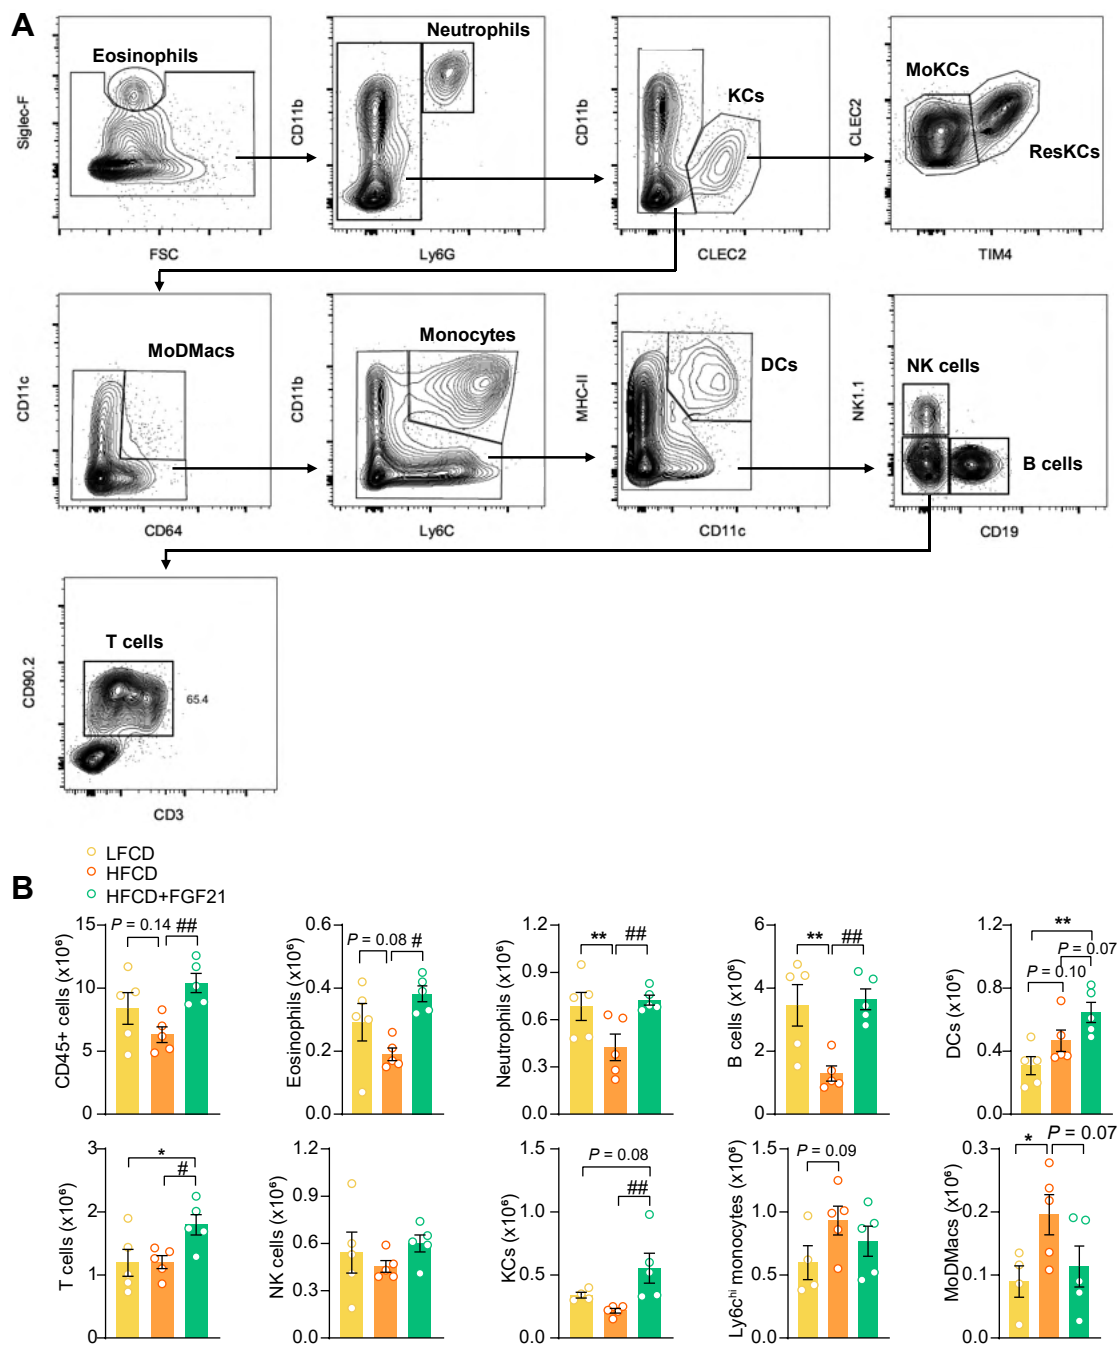 A
Eosinophils
Siglec-F
FSC
Neutrophils
CD11b
Ly6G
KCs
CD11b
CLEC2
MoKCs
ResKCs
CLEC2
TIM4
MoDMacs
CD11c
CD64
Monocytes
CD11b
Ly6C
DCs
MHC-II
CD11c
NK cells
B cells
NK1.1
CD19
T cells
65.4
CD90.2
CD3
LFCD
HFCD
HFCD+FGF21
B
CD45+ cells (x10⁶)
15
10
5
0
P = 0.14
##
Eosinophils (x10⁶)
0.6
0.4
0.2
0.0
P = 0.08
#
Neutrophils (x10⁶)
1.2
0.9
0.6
0.3
0.0
**
##
B cells (x10⁶)
6
4
2
0
**
##
DCs (x10⁶)
1.2
0.8
0.4
0.0
**
P = 0.07
P = 0.10
T cells (x10⁶)
3
2
1
0
*
#
NK cells (x10⁶)
1.2
0.9
0.6
0.3
0.0
KCs (x10⁶)
1.5
1.0
0.5
0.0
P = 0.08
##
Ly6cʰⁱ monocytes (x10⁶)
1.5
1.0
0.5
0.0
P = 0.09
MoDMacs (x10⁶)
0.3
0.2
0.1
0.0
*
P = 0.07